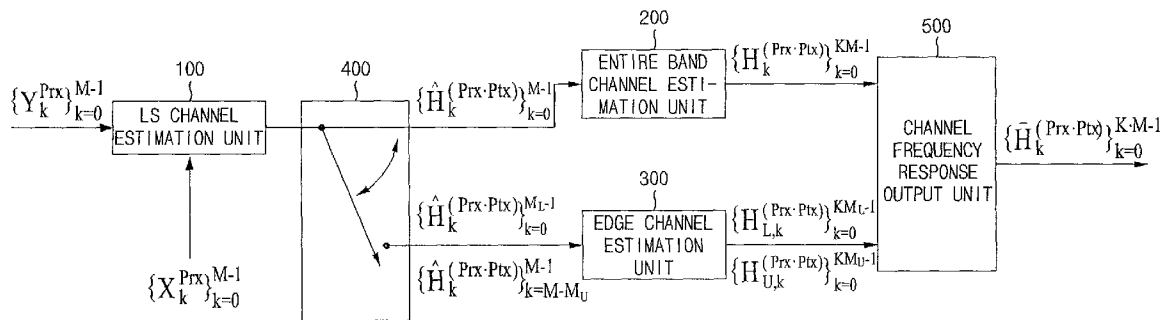 200
500
100
400
ENTIRE BAND
CHANNEL ESTI-
MATION UNIT
{Y_k^{Prx}}_{k=0}^{M-1}
LS CHANNEL
ESTIMATION UNIT
{Ĥ_k^{(Prx·Ptx)}}_{k=0}^{M-1}
{H_k^{(Prx·Ptx)}}_{k=0}^{KM-1}
CHANNEL
FREQUENCY
RESPONSE
OUTPUT UNIT
{H̄_k^{(Prx·Ptx)}}_{k=0}^{K·M-1}
300
{Ĥ_k^{(Prx·Ptx)}}_{k=0}^{M_L-1}
EDGE CHANNEL
ESTIMATION
UNIT
{H_{L,k}^{(Prx·Ptx)}}_{k=0}^{KM_L-1}
{X_k^{Prx}}_{k=0}^{M-1}
{Ĥ_k^{(Prx·Ptx)}}_{k=M-M_U}^{M-1}
{H_{U,k}^{(Prx·Ptx)}}_{k=0}^{KM_U-1}